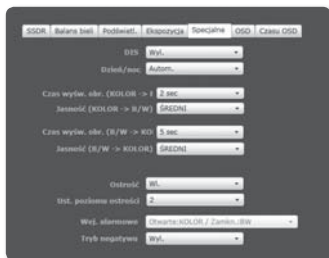 SSDR Balans bieli Podświetl. Ekspozycja Specjalne OSD Czasu OSD
DIS Wył.
Dzień/noc Autom.
Czas wyśw. obr. (KOLOR -> B 2 sec
Jasność (KOLOR -> B/W) ŚREDNI
Czas wyśw. obr. (B/W -> KO 5 sec
Jasność (B/W -> KOLOR) ŚREDNI
Ostrość Wł.
Ust. poziomu ostrości 2
Wej. alarmowe Otwarte:KOLOR / Zamkn.:BW
Tryb negatywu Wył.